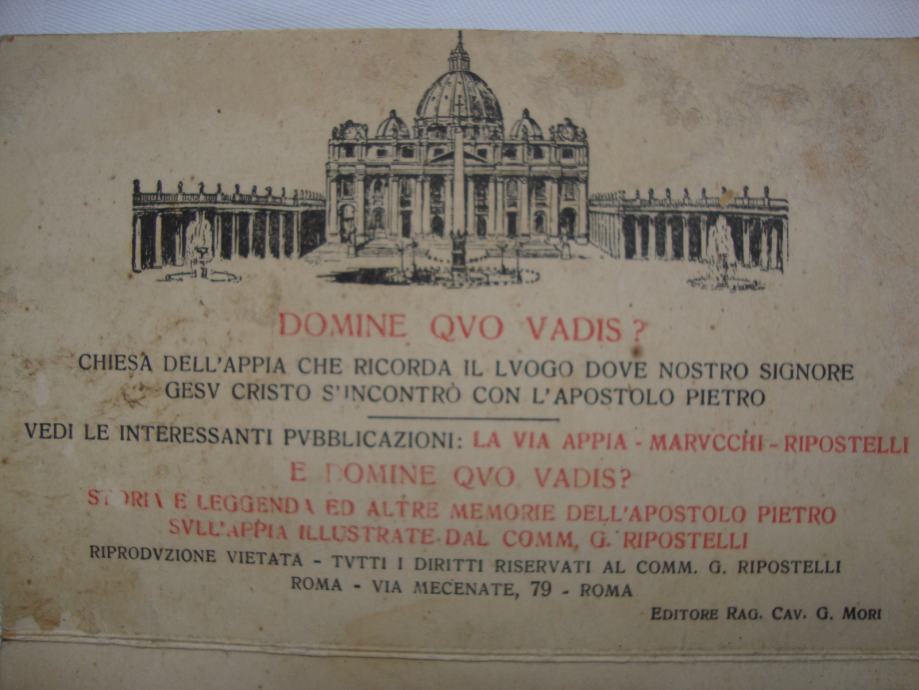 DOMINE QVO VADIS?
CHIESA DELL'APPIA CHE RICORDA IL LVOGO DOVE NOSTRO SIGNORE
GESV CRISTO S'INCONTRÒ CON L'APOSTOLO PIETRO
VEDI LE INTERESSANTI PVBBLICAZIONI: LA VIA APPIA - MARVCCHI - RIPOSTELLI
E DOMINE QVO VADIS?
STORIA E LEGGENDA ED ALTRE MEMORIE DELL'APOSTOLO PIETRO
SVLL'APPIA ILLUSTRATE DAL COMM, G. RIPOSTELLI
RIPRODVZIONE VIETATA - TVTTI I DIRITTI RISERVATI AL COMM. G. RIPOSTELLI
ROMA - VIA MECENATE, 79 - ROMA
EDITORE RAG. CAV. G. MORI